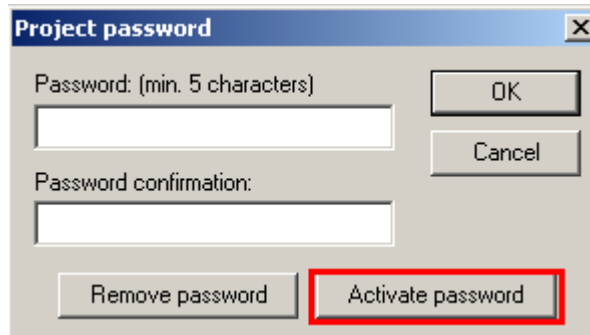 Project password
Password: (min. 5 characters)
OK
Cancel
Password confirmation:
Remove password
Activate password